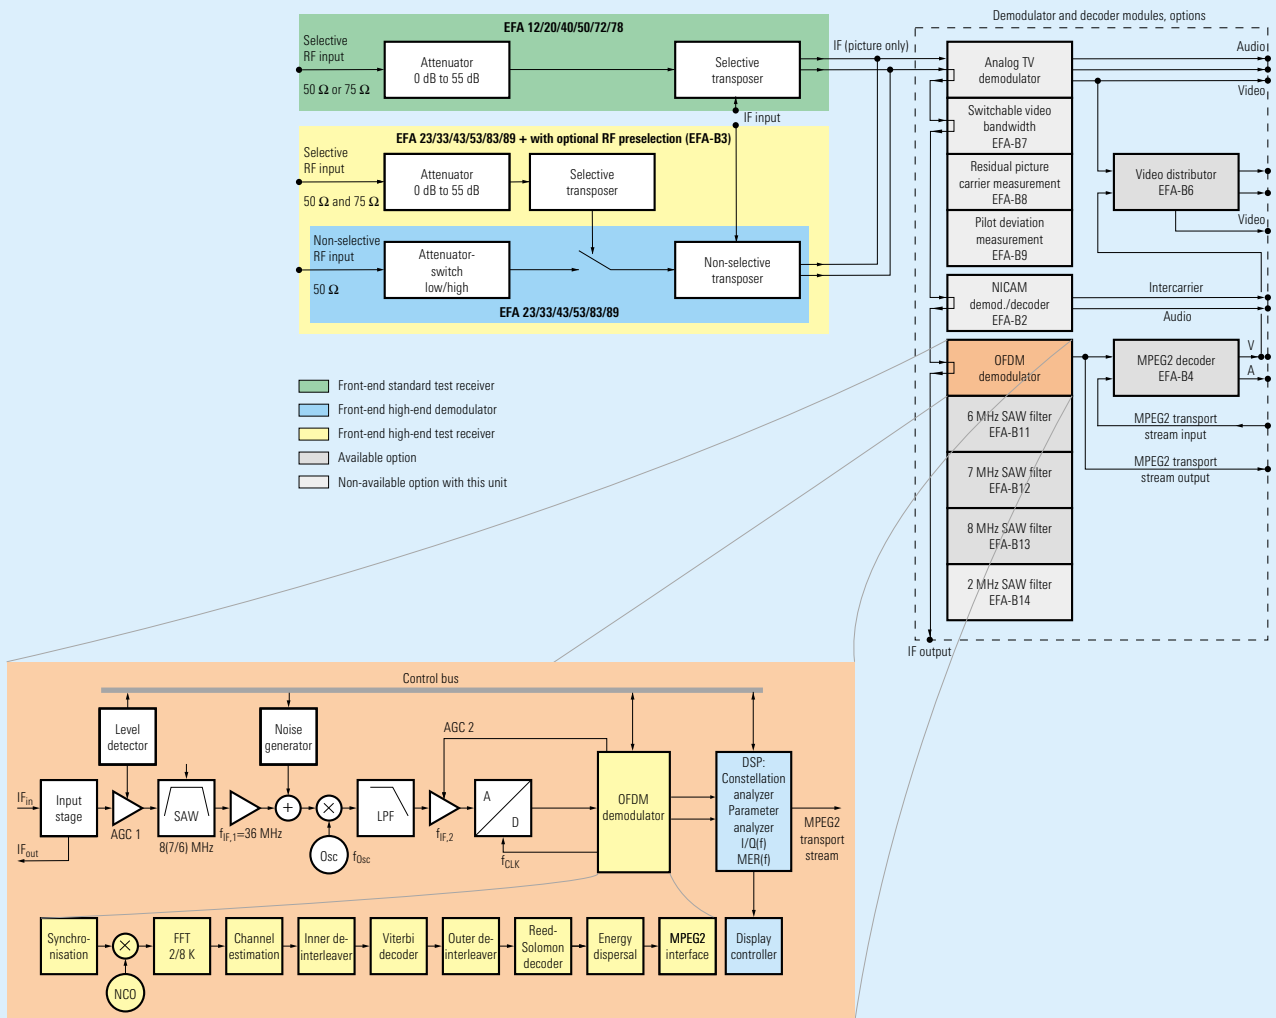 EFA 12/20/40/50/72/78
Selective
RF input
50 Ω or 75 Ω
Attenuator
0 dB to 55 dB
Selective
transposer
IF (picture only)
IF input
EFA 23/33/43/53/83/89 + with optional RF preselection (EFA-B3)
Selective
RF input
50 Ω and 75 Ω
Attenuator
0 dB to 55 dB
Selective
transposer
Non-selective
RF input
50 Ω
Attenuator-
switch
low/high
Non-selective
transposer
EFA 23/33/43/53/83/89
Demodulator and decoder modules, options
Analog TV
demodulator
Audio
Video
Switchable video
bandwidth
EFA-B7
Residual picture
carrier measurement
EFA-B8
Pilot deviation
measurement
EFA-B9
Video distributor
EFA-B6
Video
NICAM
demod./decoder
EFA-B2
Intercarrier
Audio
OFDM
demodulator
MPEG2 decoder
EFA-B4
V
A
6 MHz SAW filter
EFA-B11
MPEG2 transport
stream input
7 MHz SAW filter
EFA-B12
MPEG2 transport
stream output
8 MHz SAW filter
EFA-B13
2 MHz SAW filter
EFA-B14
IF output
Front-end standard test receiver
Front-end high-end demodulator
Front-end high-end test receiver
Available option
Non-available option with this unit
Control bus
Level
detector
Noise
generator
AGC 2
IFin
Input
stage
IFout
AGC 1
SAW
8(7/6) MHz
fIF,1=36 MHz
+
×
Osc
fOsc
LPF
fIF,2
A
D
fCLK
OFDM
demodulator
DSP:
Constellation
analyzer
Parameter
analyzer
I/Q(f)
MER(f)
MPEG2
transport
stream
Synchro-
nisation
×
NCO
FFT
2/8 K
Channel
estimation
Inner de-
interleaver
Viterbi
decoder
Outer de-
interleaver
Reed-
Solomon
decoder
Energy
dispersal
MPEG2
interface
Display
controller